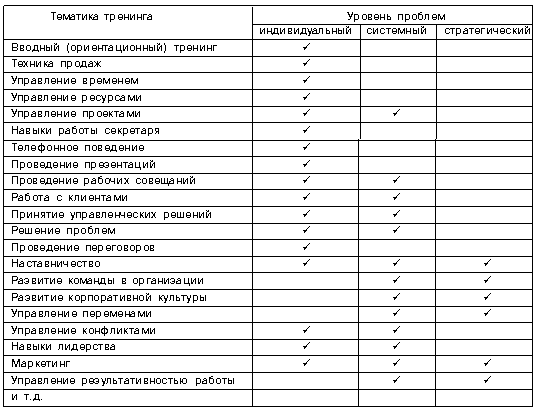 Тематика тренинга Уровень проблем
индивидуальный системный стратегический
Вводный (ориентационный) тренинг ✓
Техника продаж ✓
Управление временем ✓
Управление ресурсами ✓
Управление проектами ✓ ✓
Навыки работы секретаря ✓
Телефонное поведение ✓
Проведение презентаций ✓
Проведение рабочих совещаний ✓ ✓
Работа с клиентами ✓ ✓
Принятие управленческих решений ✓ ✓
Решение проблем ✓ ✓
Проведение переговоров ✓
Наставничество ✓ ✓ ✓
Развитие команды в организации ✓ ✓
Развитие корпоративной культуры ✓ ✓
Управление переменами ✓ ✓
Управление конфликтами ✓ ✓
Навыки лидерства ✓ ✓
Маркетинг ✓ ✓ ✓
Управление результативностью работы ✓ ✓
и т.д.